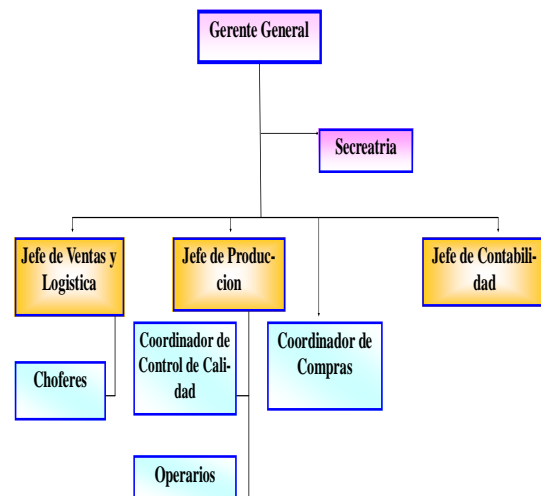 Gerente General
Secreatria
Jefe de Ventas y
Logistica
Jefe de Produc-
cion
Jefe de Contabili-
dad
Coordinador de
Control de Cali-
dad
Coordinador de
Compras
Choferes
Operarios